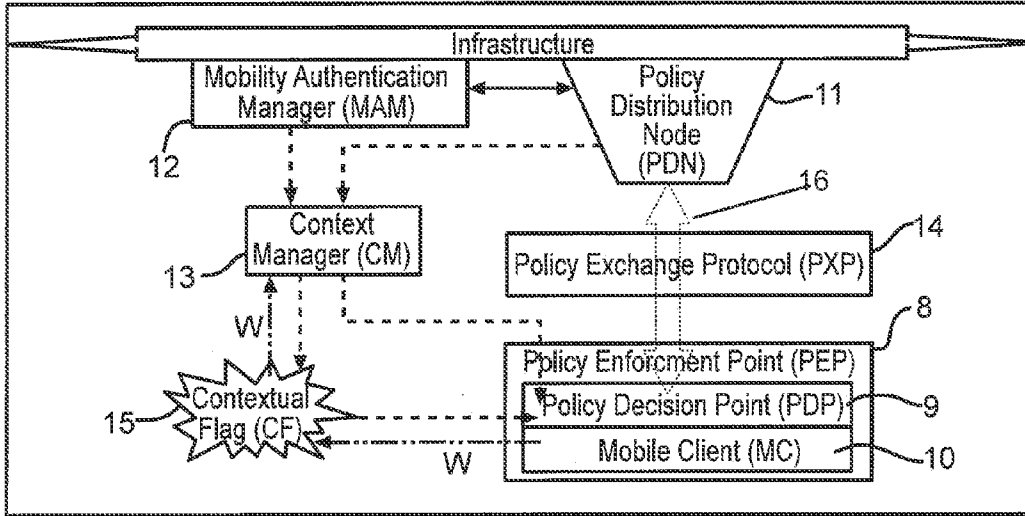 Infrastructure
Mobility Authentication
Manager (MAM)
12
Policy
Distribution
Node
(PDN)
11
16
Context
Manager (CM)
13
14
Policy Exchange Protocol (PXP)
W
8
Policy Enforcment Point (PEP)
Contextual
Flag (CF)
15
Policy Decision Point (PDP)
9
W
Mobile Client (MC)
10